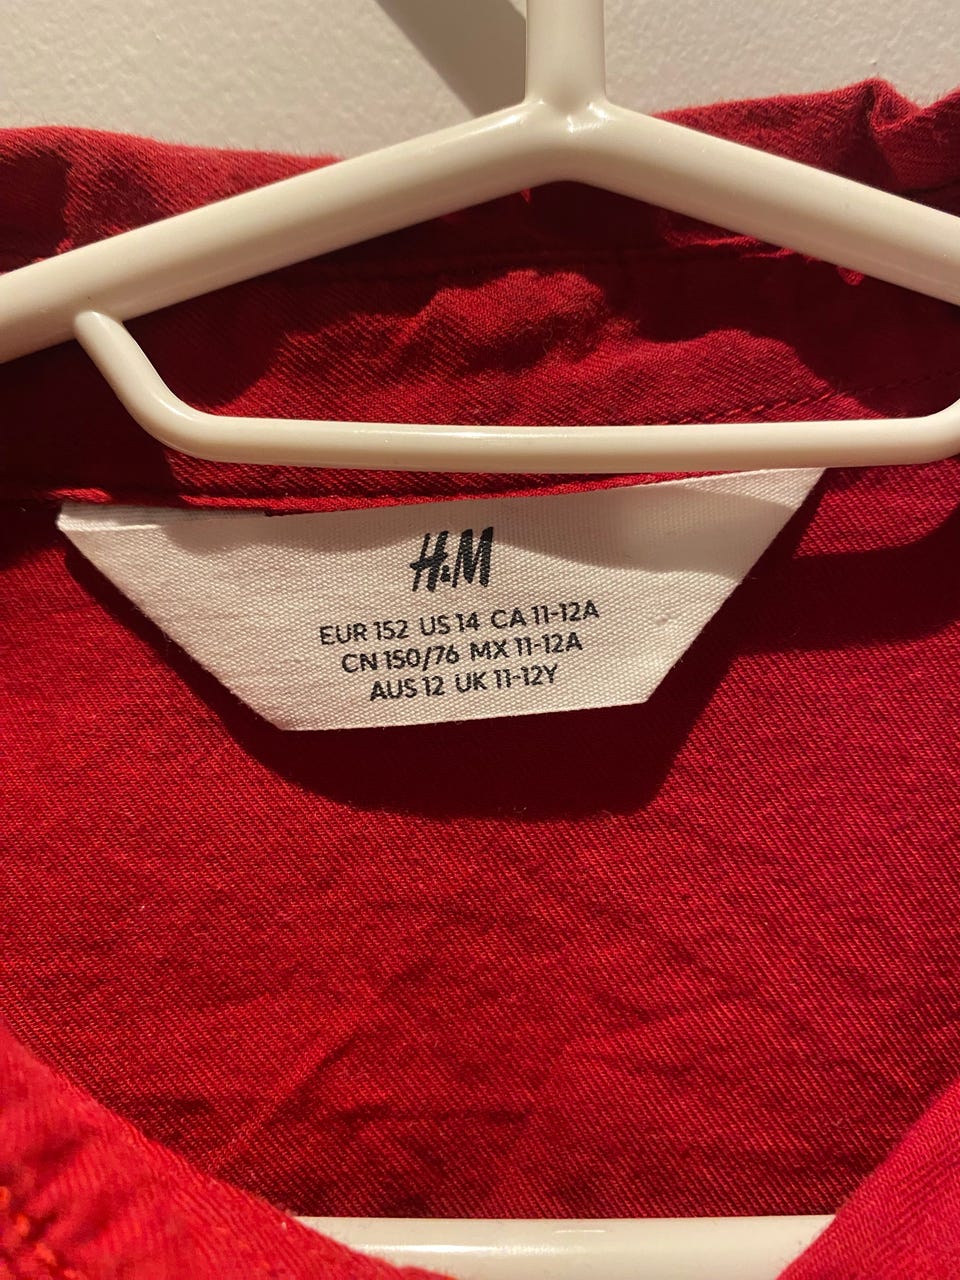 H&M
EUR 152 US 14 CA 11-12A
CN 150/76 MX 11-12A
AUS 12 UK 11-12Y